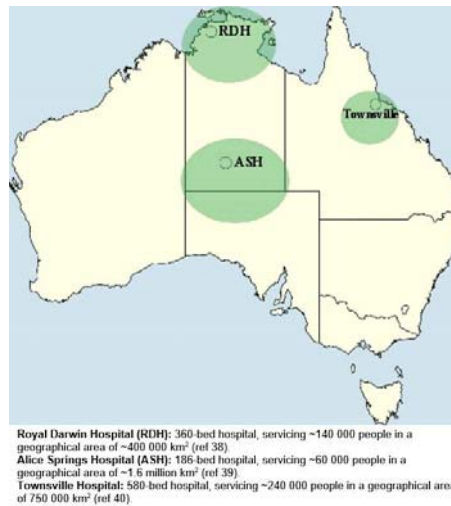 RDH
Townsville
ASH
Royal Darwin Hospital (RDH): 360-bed hospital, servicing ~140 000 people in a
geographical area of ~400 000 km² (ref 38).
Alice Springs Hospital (ASH): 186-bed hospital, servicing ~60 000 people in a
geographical area of ~1.6 million km² (ref 39).
Townsville Hospital: 580-bed hospital, servicing ~240 000 people in a geographical area
of 750 000 km² (ref 40).